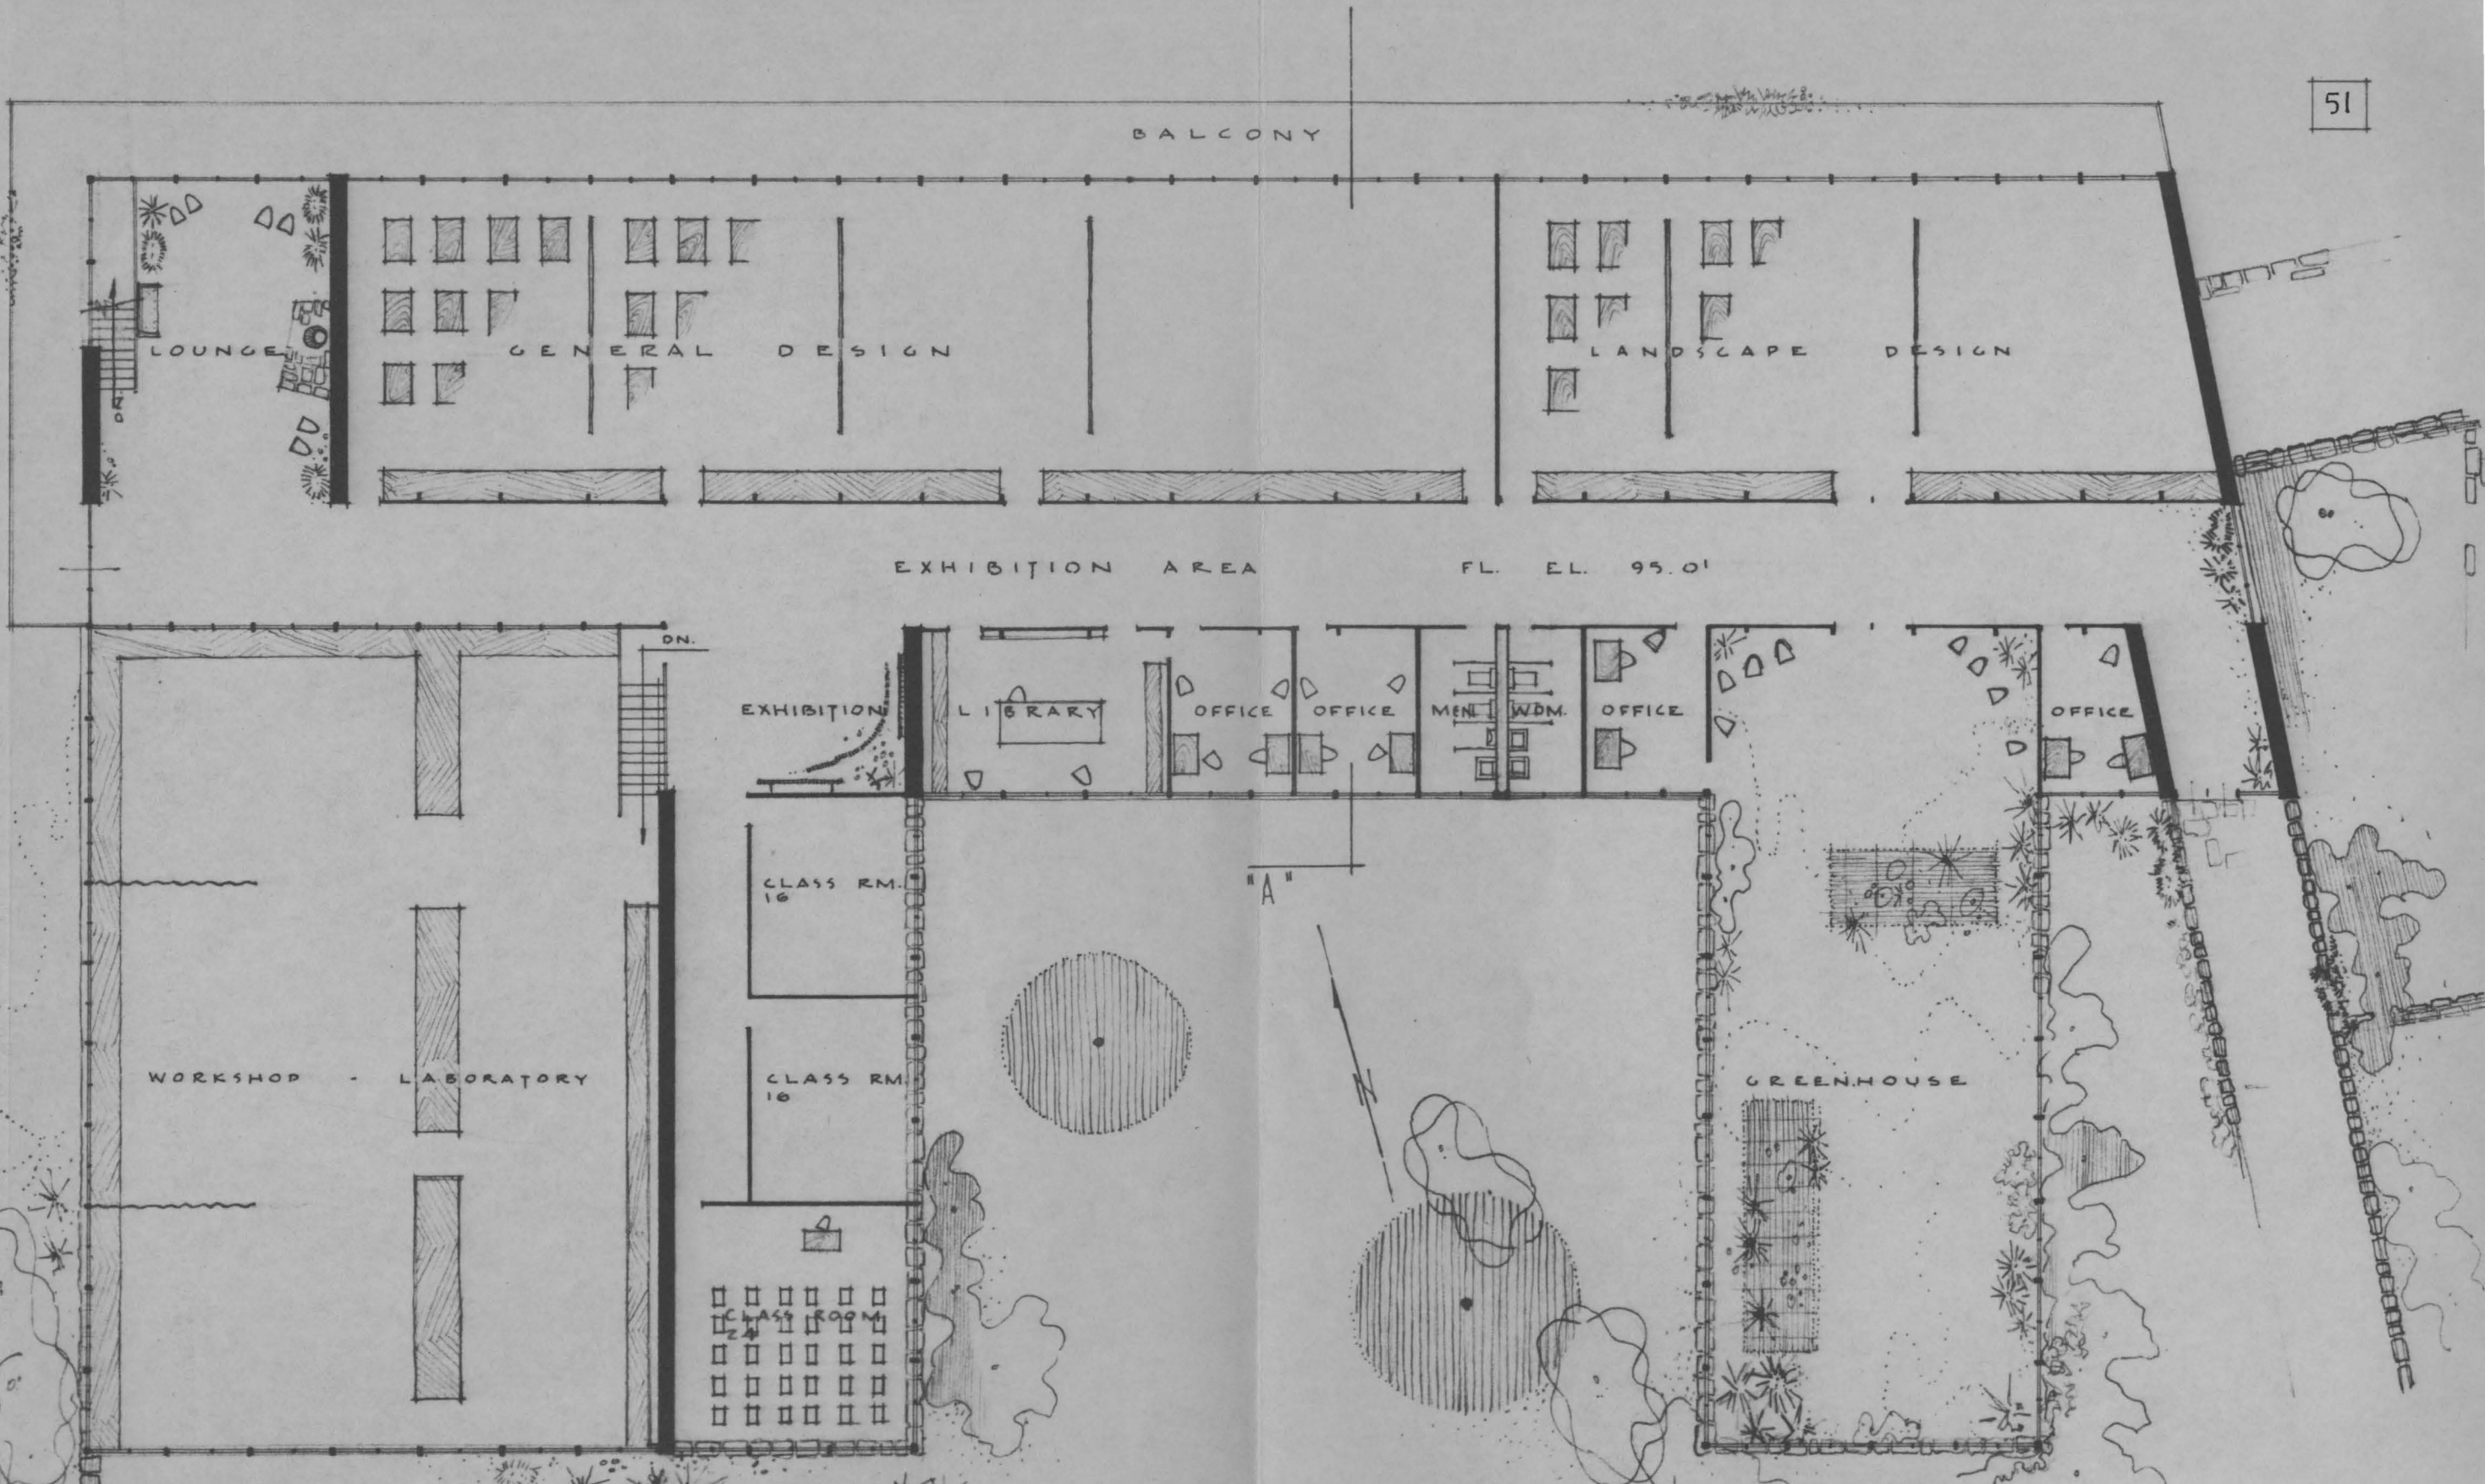 51
BALCONY
LOUNGE
GENERAL DESIGN
LANDSCAPE DESIGN
DN.
EXHIBITION AREA FL. EL. 95.0'
DN.
EXHIBITION
LIBRARY
OFFICE
OFFICE
MEN
WOM.
OFFICE
OFFICE
CLASS RM.
16
"A"
N
WORKSHOP - LABORATORY
CLASS RM.
16
GREENHOUSE
CLASS ROOM
24